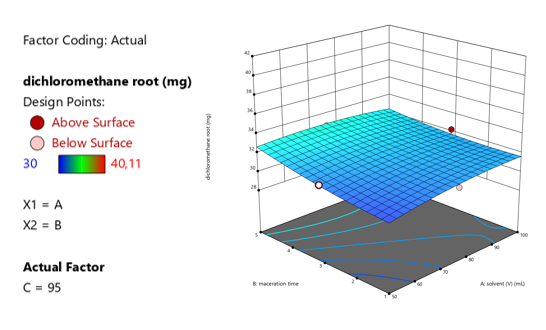 Factor Coding: Actual
dichloromethane root (mg)
Design Points:
Above Surface
Below Surface
30 40,11
X1 = A
X2 = B
Actual Factor
C = 95
dichloromethane root (mg)
42
40
38
36
34
32
30
28
5
4
3
2
1
50
60
70
80
90
100
B: maceration time
A: solvent (V) (mL)